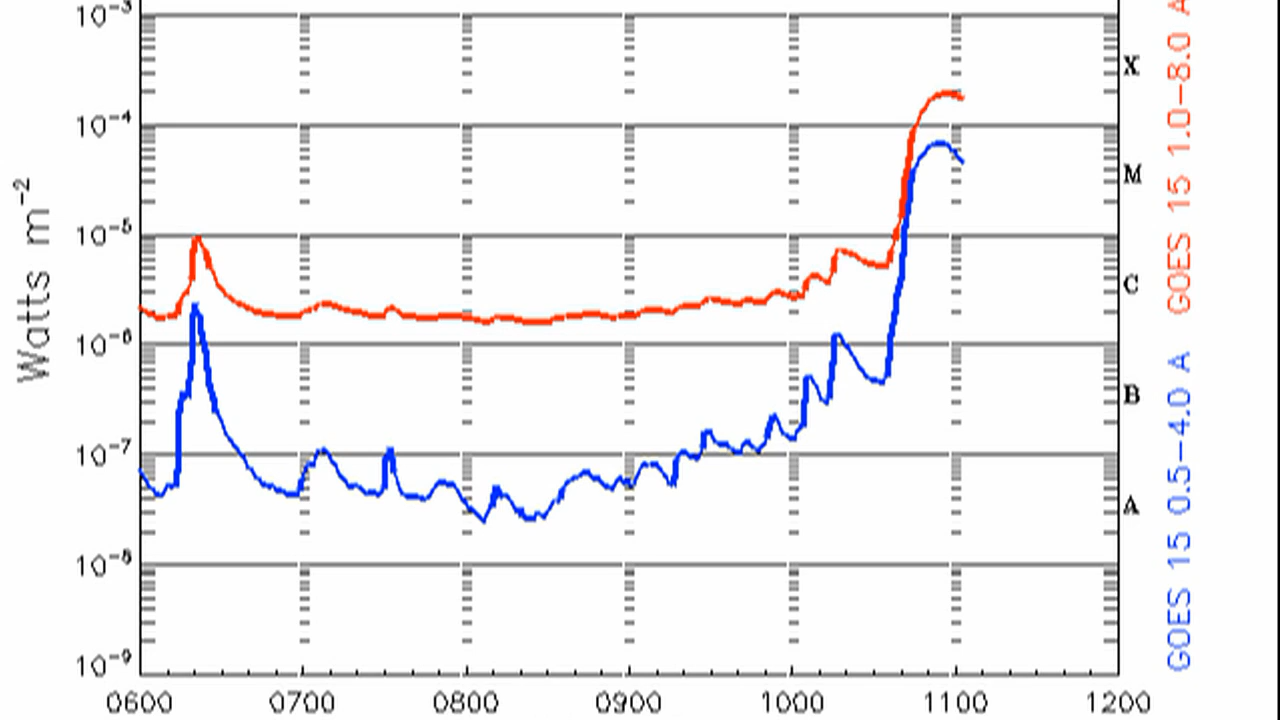 10⁻³
10⁻⁴
10⁻⁵
10⁻⁶
10⁻⁷
10⁻⁸
10⁻⁹
Watts m⁻²
0600 0700 0800 0900 1000 1100 1200
X
M
C
B
A
GOES 15 1.0-8.0 A
GOES 15 0.5-4.0 A